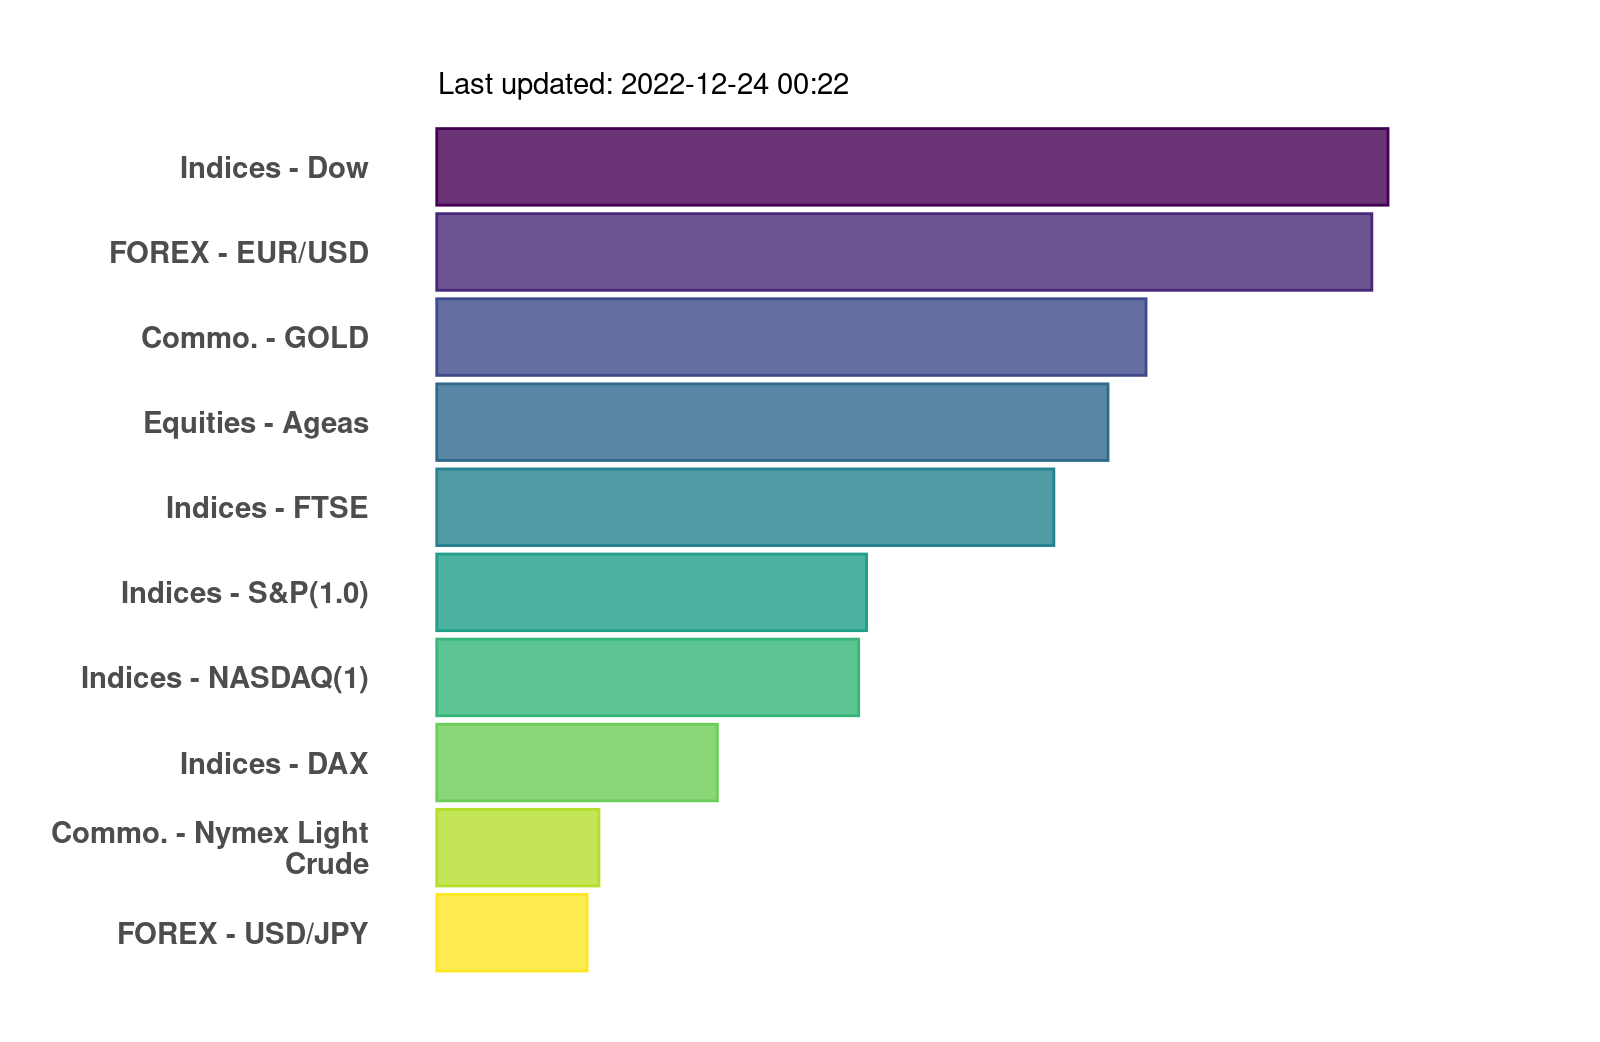 Last updated: 2022-12-24 00:22
Indices - Dow
FOREX - EUR/USD
Commo. - GOLD
Equities - Ageas
Indices - FTSE
Indices - S&P(1.0)
Indices - NASDAQ(1)
Indices - DAX
Commo. - Nymex Light
Crude
FOREX - USD/JPY